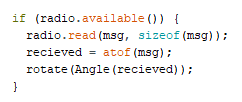 if (radio.available()) {
radio.read(msg, sizeof(msg));
recieved = atof(msg);
rotate(Angle(recieved));
}